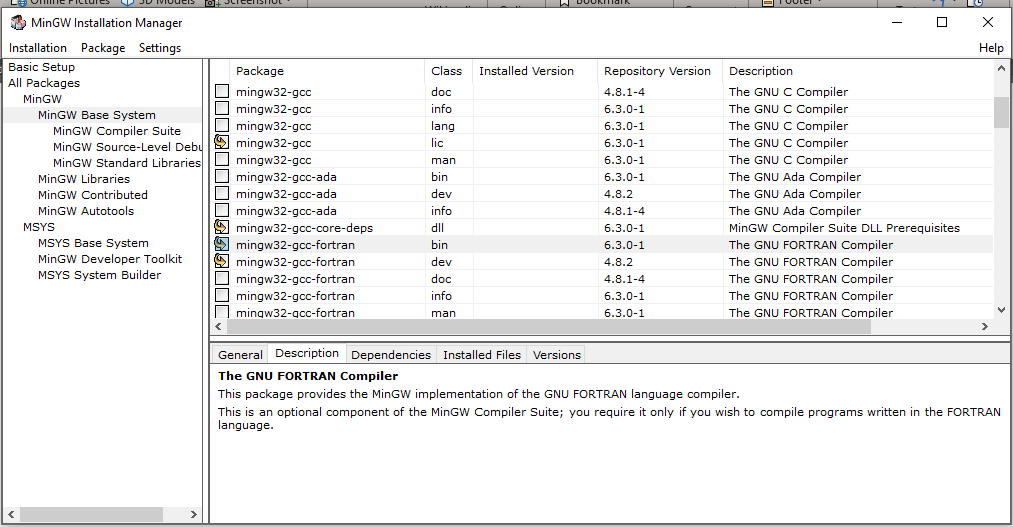 Online Pictures 3D Models Screenshot Bookmark Footer
MinGW Installation Manager
Installation Package Settings Help
Basic Setup
All Packages
MinGW
MinGW Base System
MinGW Compiler Suite
MinGW Source-Level Debu
MinGW Standard Libraries
MinGW Libraries
MinGW Contributed
MinGW Autotools
MSYS
MSYS Base System
MinGW Developer Toolkit
MSYS System Builder
Package Class Installed Version Repository Version Description
mingw32-gcc doc 4.8.1-4 The GNU C Compiler
mingw32-gcc info 6.3.0-1 The GNU C Compiler
mingw32-gcc lang 6.3.0-1 The GNU C Compiler
mingw32-gcc lic 6.3.0-1 The GNU C Compiler
mingw32-gcc man 6.3.0-1 The GNU C Compiler
mingw32-gcc-ada bin 6.3.0-1 The GNU Ada Compiler
mingw32-gcc-ada dev 4.8.2 The GNU Ada Compiler
mingw32-gcc-ada info 4.8.1-4 The GNU Ada Compiler
mingw32-gcc-core-deps dll 6.3.0-1 MinGW Compiler Suite DLL Prerequisites
mingw32-gcc-fortran bin 6.3.0-1 The GNU FORTRAN Compiler
mingw32-gcc-fortran dev 4.8.2 The GNU FORTRAN Compiler
mingw32-gcc-fortran doc 4.8.1-4 The GNU FORTRAN Compiler
mingw32-gcc-fortran info 6.3.0-1 The GNU FORTRAN Compiler
mingw32-gcc-fortran man 6.3.0-1 The GNU FORTRAN Compiler
General Description Dependencies Installed Files Versions
The GNU FORTRAN Compiler
This package provides the MinGW implementation of the GNU FORTRAN language compiler.
This is an optional component of the MinGW Compiler Suite; you require it only if you wish to compile programs written in the FORTRAN
language.